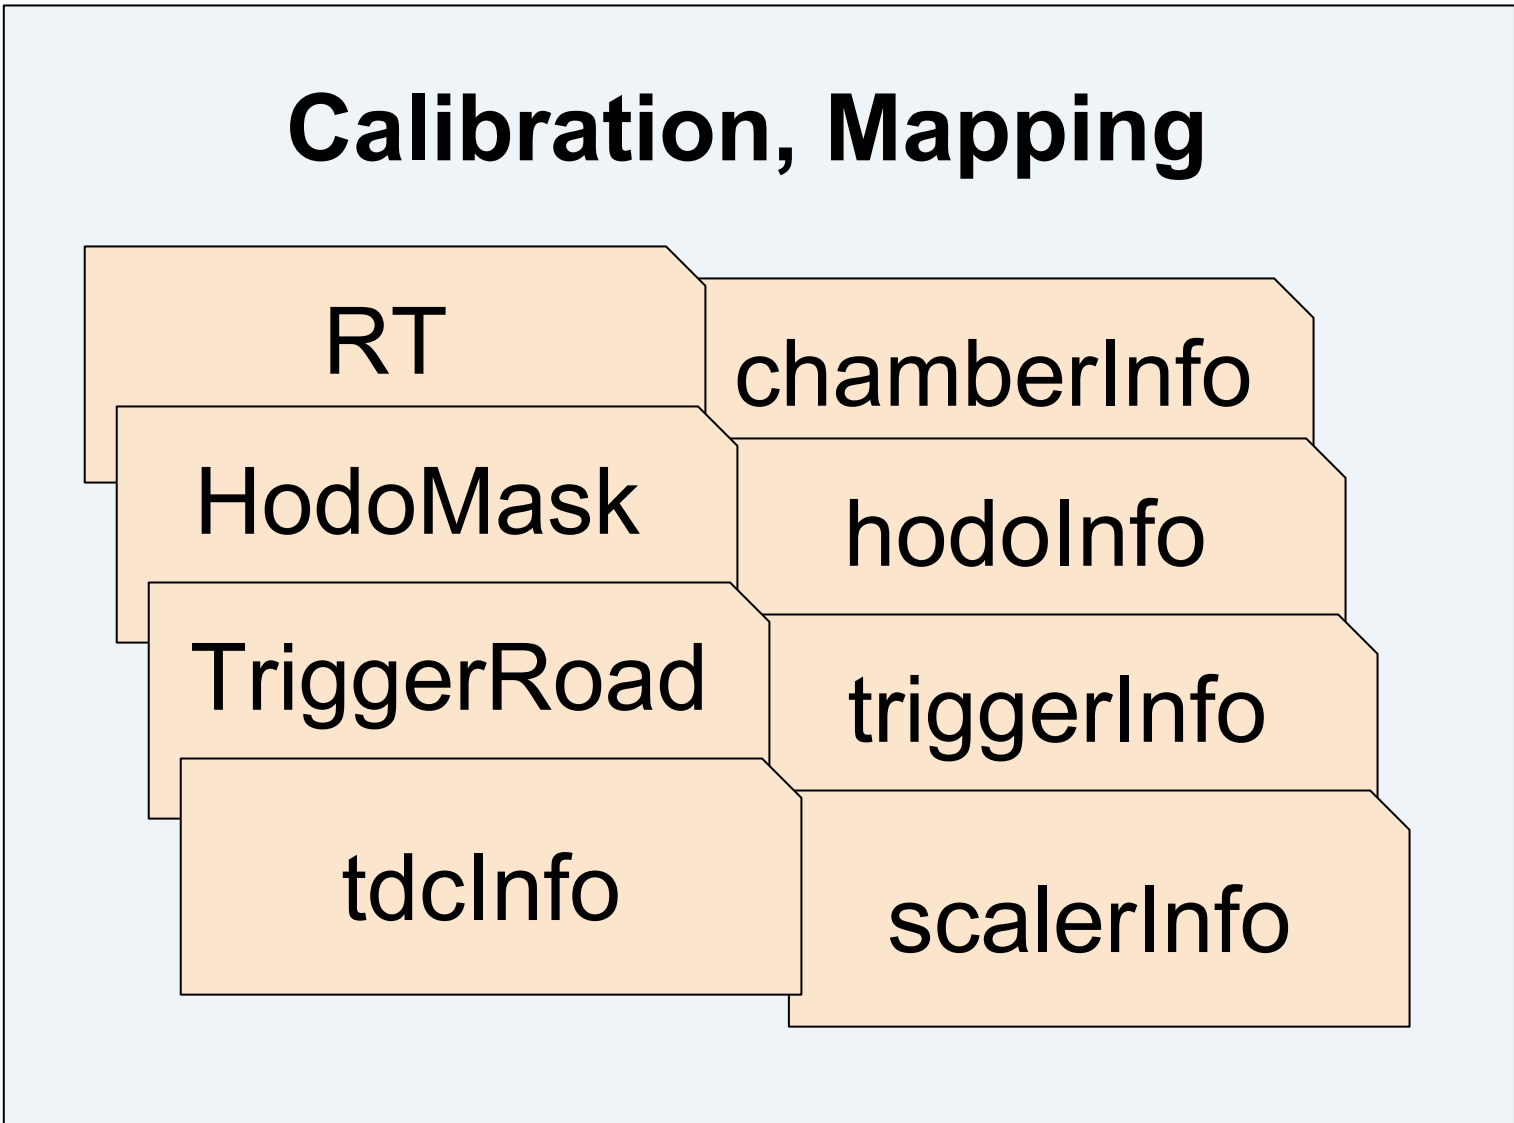 Calibration, Mapping
RT
chamberInfo
HodoMask
hodoInfo
TriggerRoad
triggerInfo
tdcInfo
scalerInfo